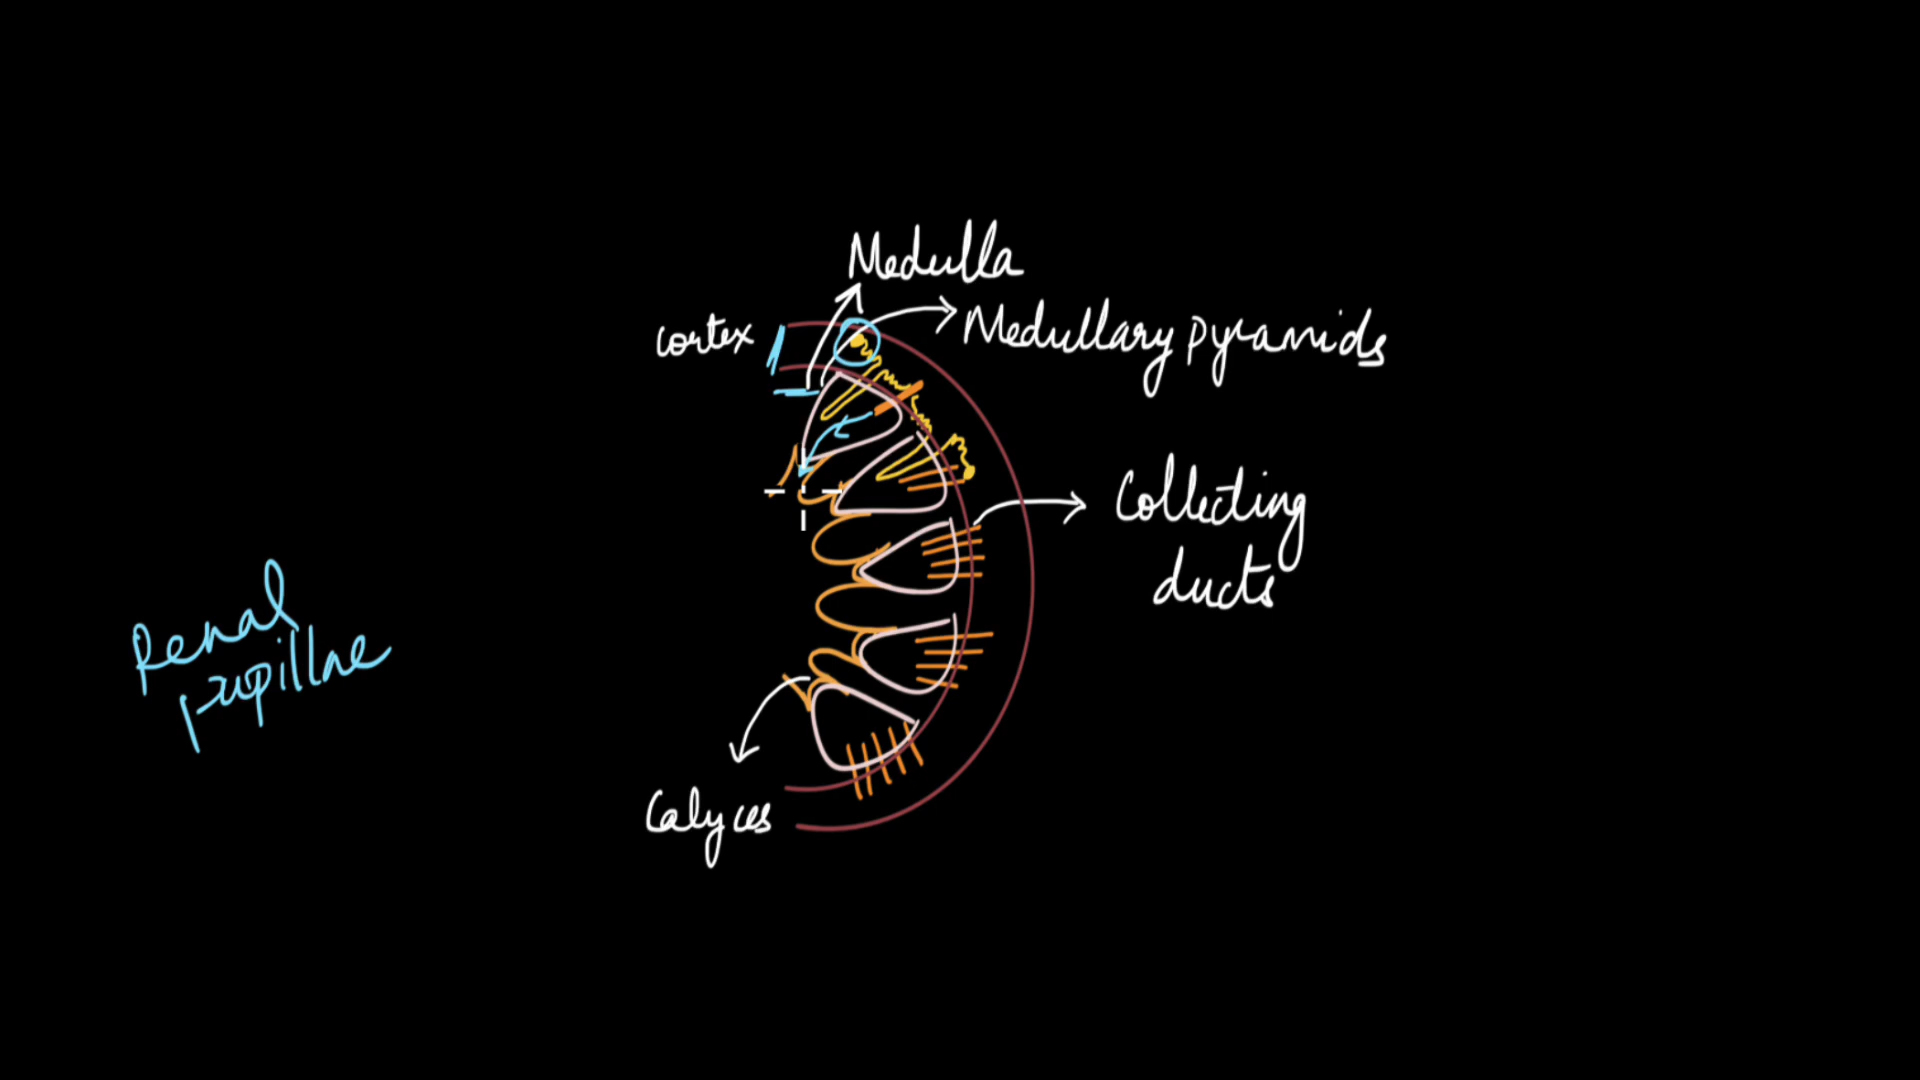 Medulla
cortex
Medullary pyramids
Collecting
ducts
Renal
papillae
Calyces